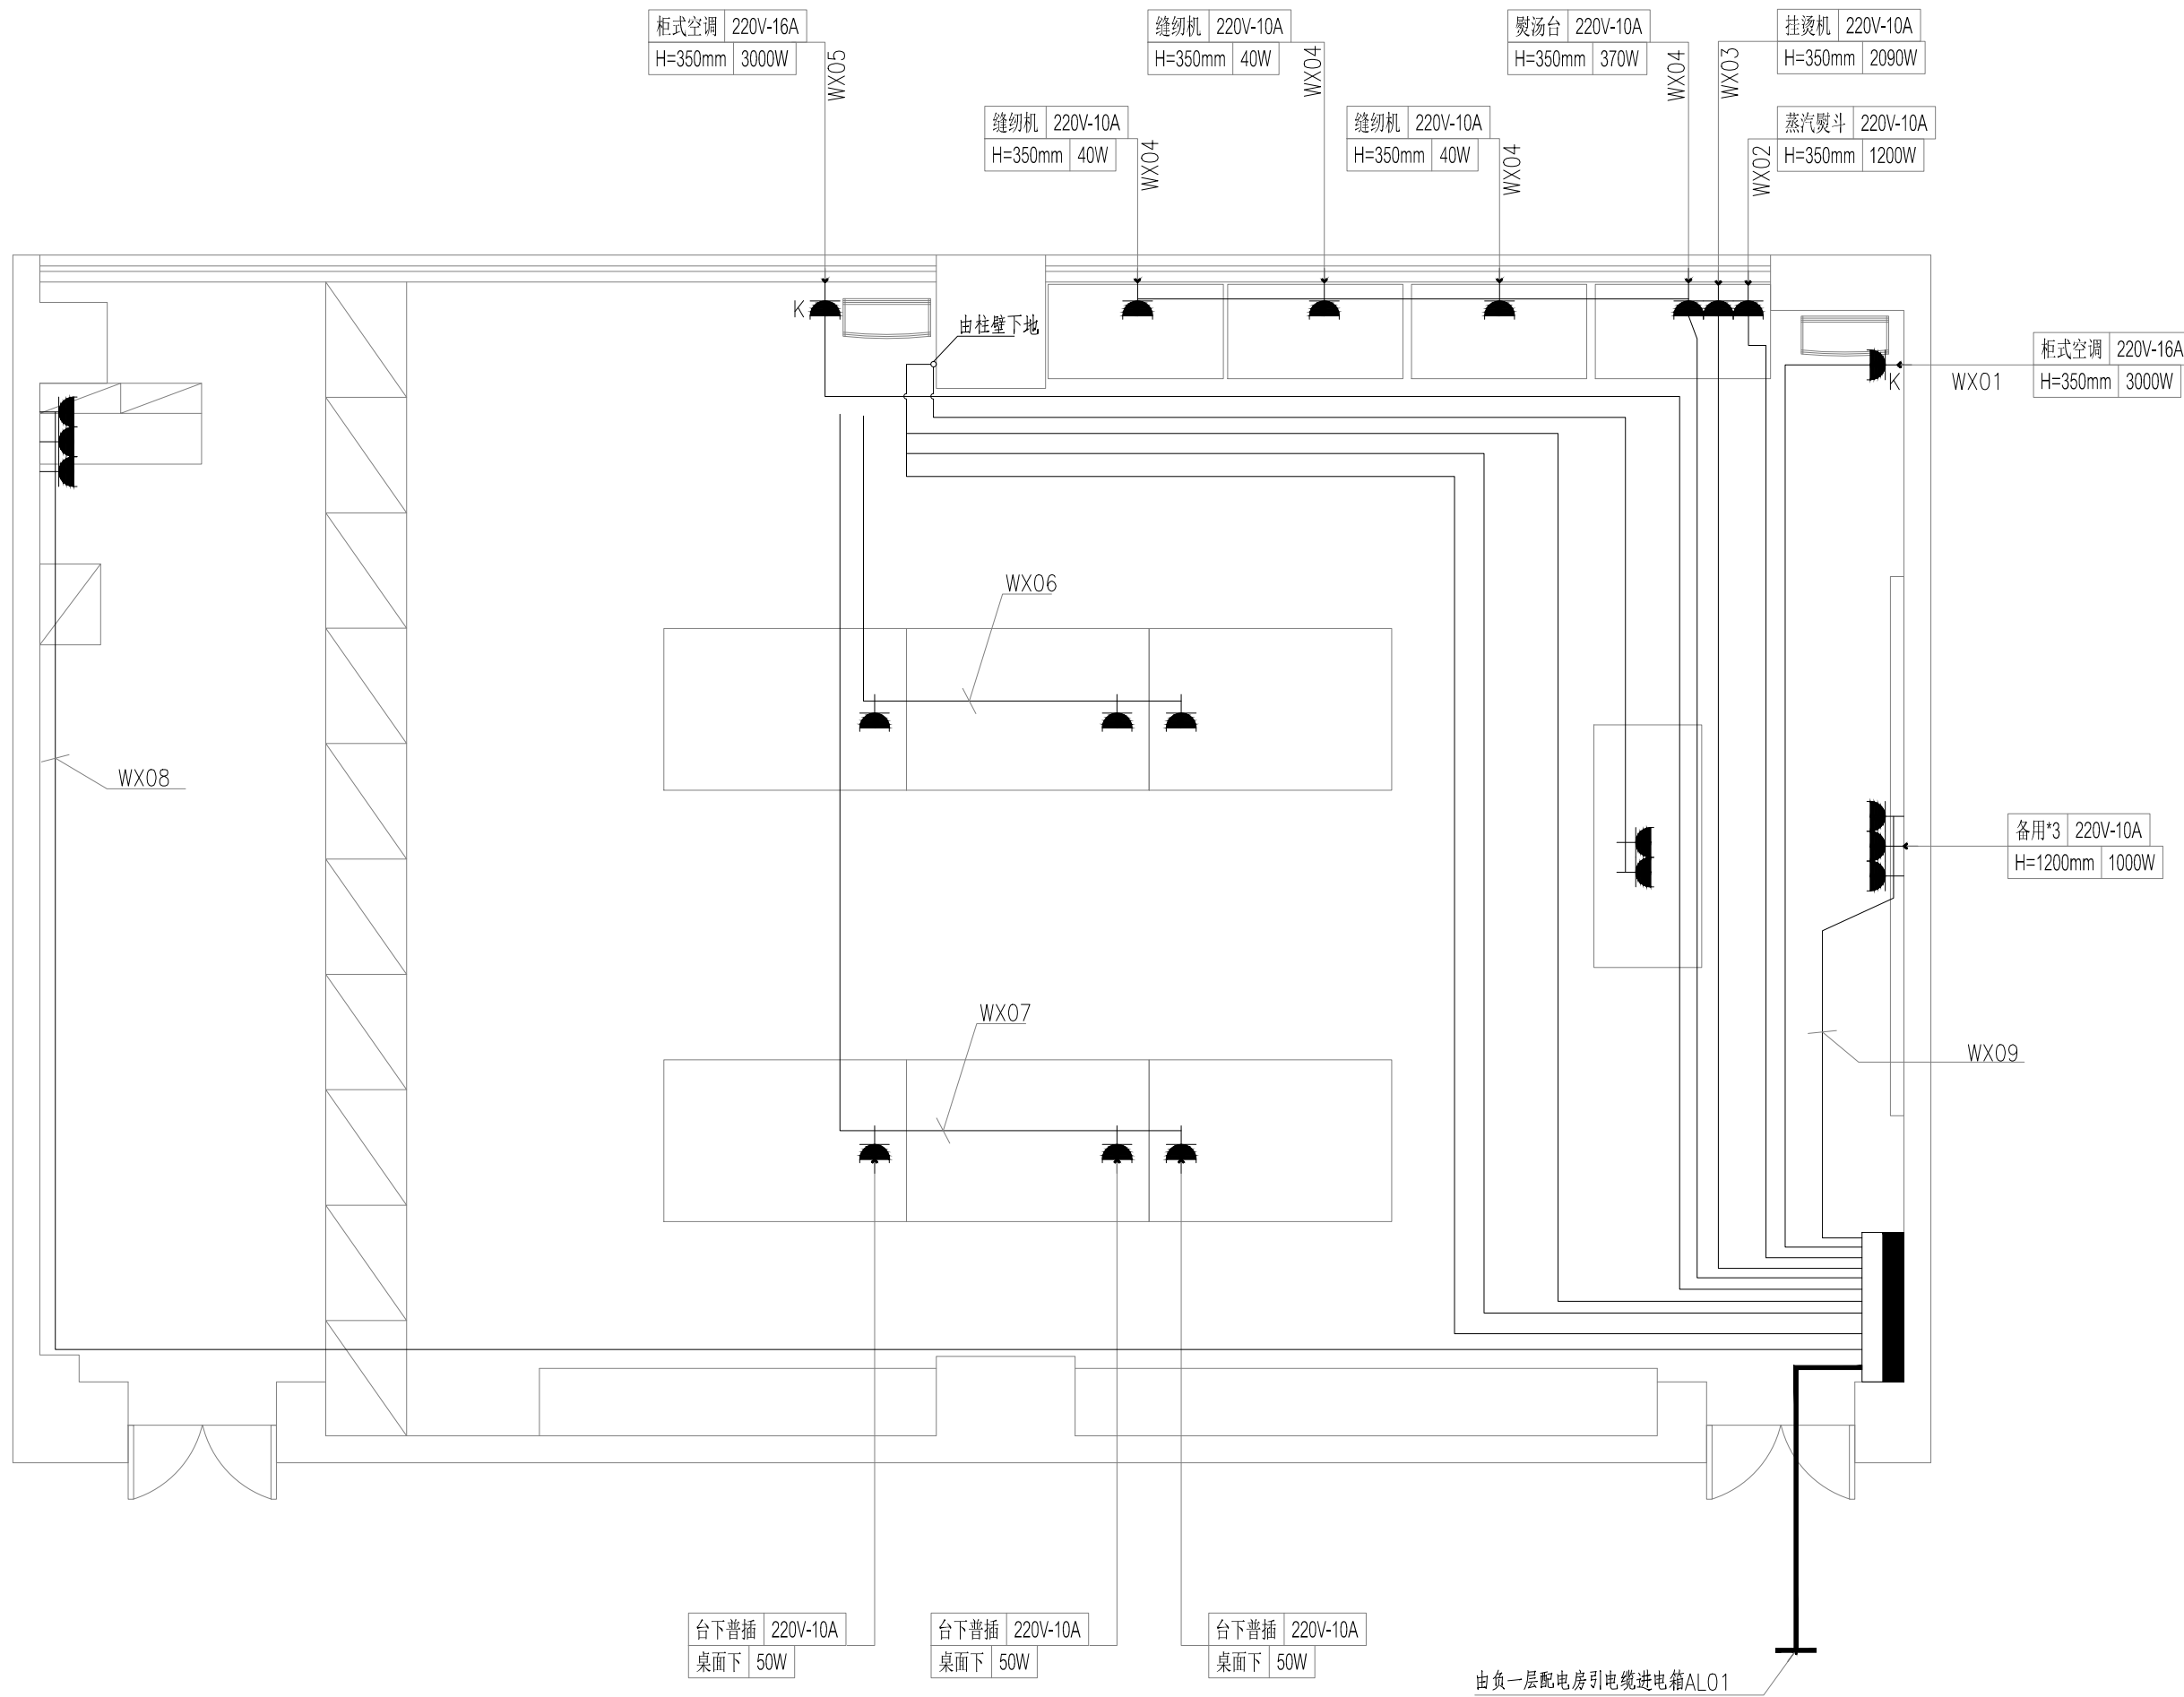 柜式空调 220V-16A
H=350mm 3000W
WX05
缝纫机 220V-10A
H=350mm 40W
WX04
熨汤台 220V-10A
H=350mm 370W
WX04
挂烫机 220V-10A
H=350mm 2090W
WX03
缝纫机 220V-10A
H=350mm 40W
WX04
缝纫机 220V-10A
H=350mm 40W
WX04
蒸汽熨斗 220V-10A
H=350mm 1200W
WX02
K
由柱壁下地
柜式空调 220V-16A
H=350mm 3000W
K
WX01
WX06
WX08
备用*3 220V-10A
H=1200mm 1000W
WX07
WX09
台下普插 220V-10A
桌面下 50W
台下普插 220V-10A
桌面下 50W
台下普插 220V-10A
桌面下 50W
由负一层配电房引电缆进电箱AL01